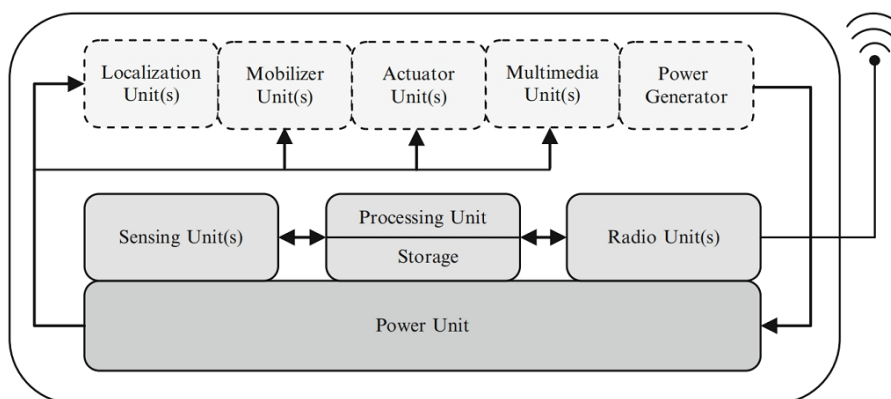 Localization
Unit(s)
Mobilizer
Unit(s)
Actuator
Unit(s)
Multimedia
Unit(s)
Power
Generator
Sensing Unit(s)
Processing Unit
Storage
Radio Unit(s)
Power Unit